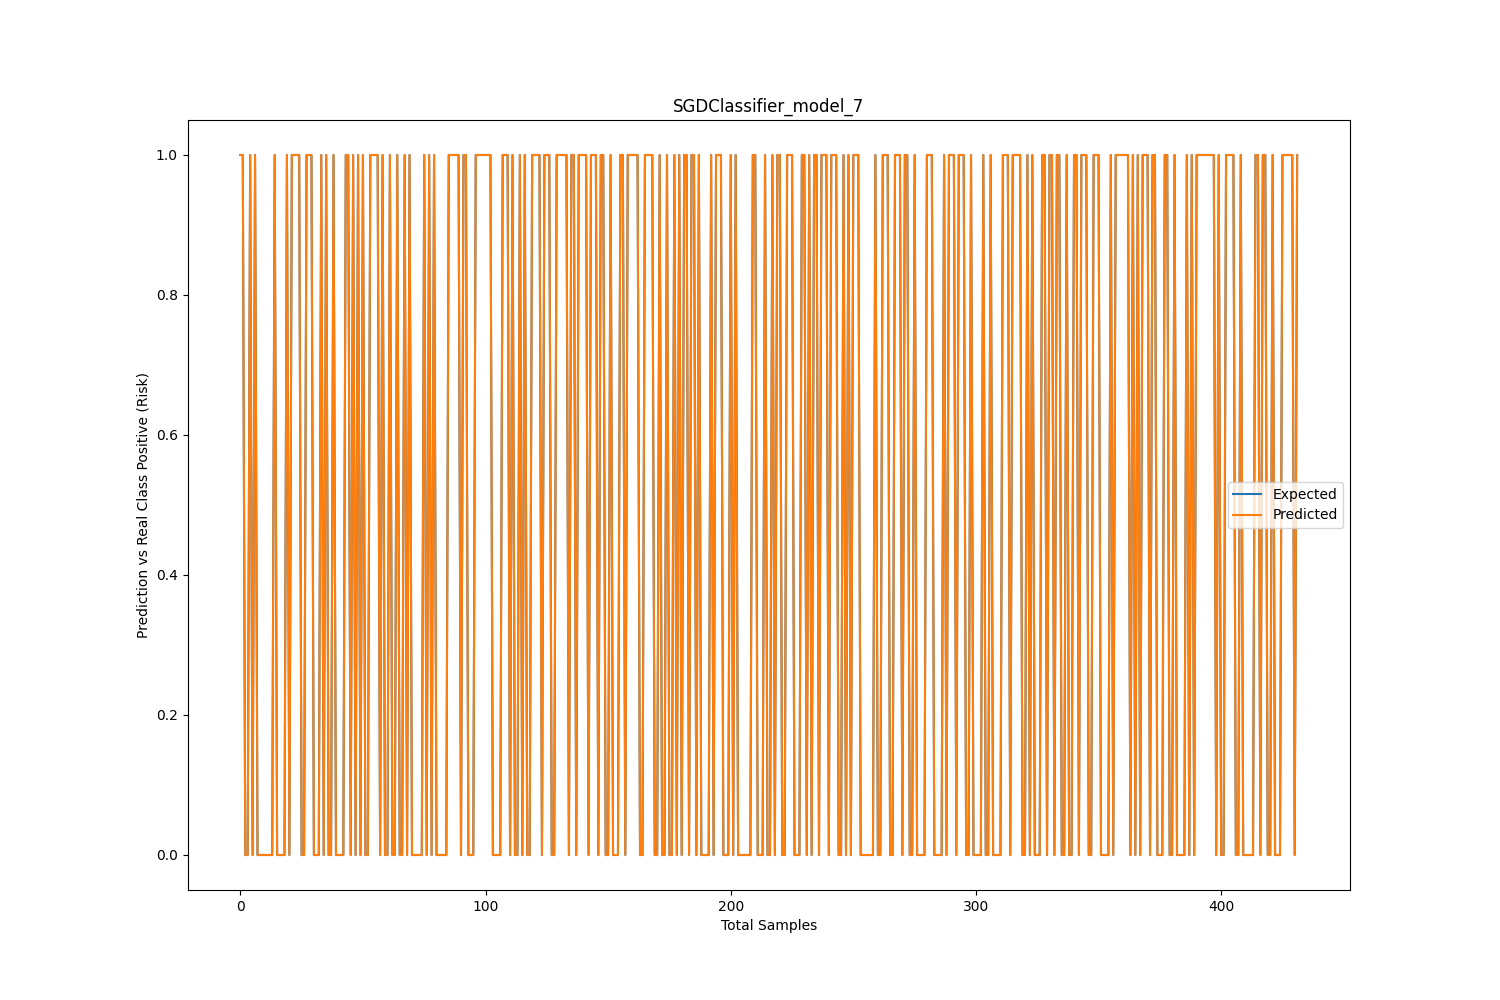 SGDClassifier_model_7
Prediction vs Real Class Positive (Risk)
1.0
0.8
0.6
0.4
0.2
0.0
Expected
Predicted
0 100 200 300 400
Total Samples